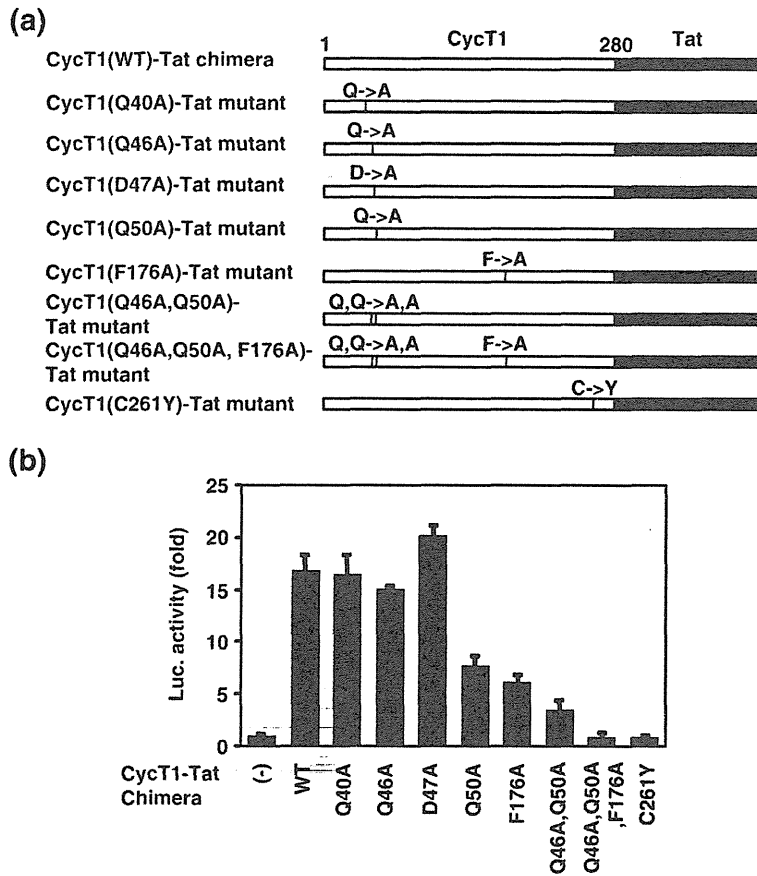 (a)
1 CycT1 280 Tat
CycT1(WT)-Tat chimera
Q->A
CycT1(Q40A)-Tat mutant
Q->A
CycT1(Q46A)-Tat mutant
D->A
CycT1(D47A)-Tat mutant
Q->A
CycT1(Q50A)-Tat mutant
F->A
CycT1(F176A)-Tat mutant
CycT1(Q46A,Q50A)- Q,Q->A,A
Tat mutant
CycT1(Q46A,Q50A, F176A)- Q,Q->A,A F->A
Tat mutant
C->Y
CycT1(C261Y)-Tat mutant
(b)
25
20
15
10
5
0
Luc. activity (fold)
CycT1-Tat
Chimera
(-)
WT
Q40A
Q46A
D47A
Q50A
F176A
Q46A,Q50A
Q46A,Q50A
,F176A
C261Y